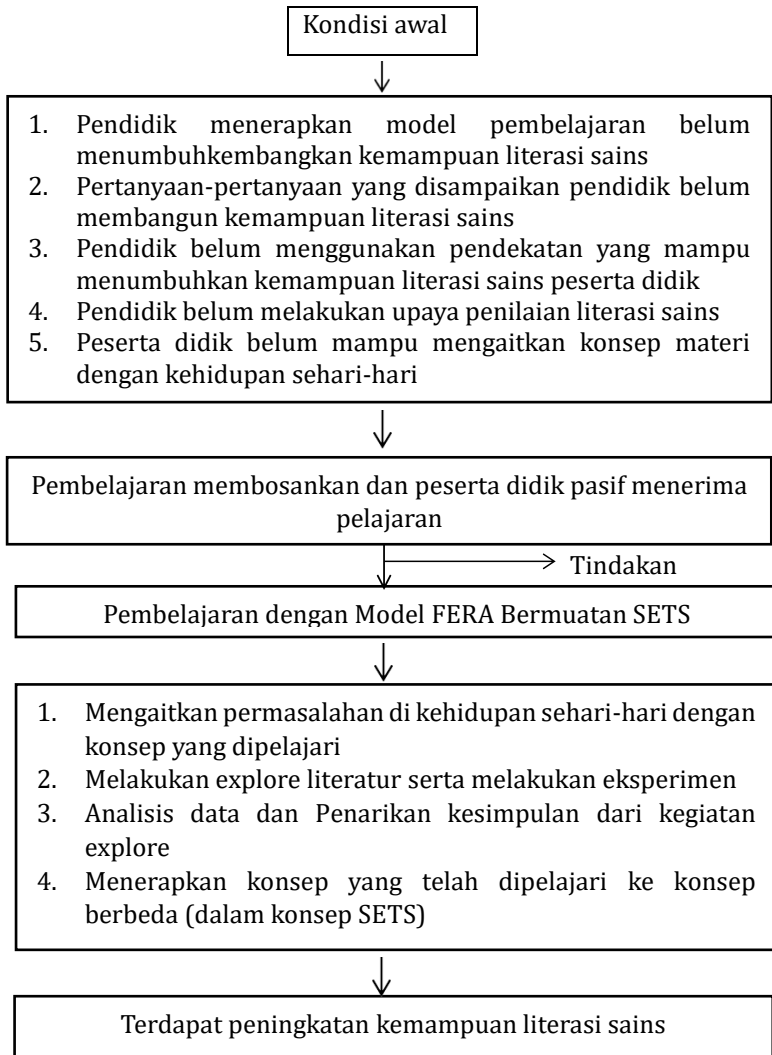 Kondisi awal
1. Pendidik menerapkan model pembelajaran belum
menumbuhkembangkan kemampuan literasi sains
2. Pertanyaan-pertanyaan yang disampaikan pendidik belum
membangun kemampuan literasi sains
3. Pendidik belum menggunakan pendekatan yang mampu
menumbuhkan kemampuan literasi sains peserta didik
4. Pendidik belum melakukan upaya penilaian literasi sains
5. Peserta didik belum mampu mengaitkan konsep materi
dengan kehidupan sehari-hari
Pembelajaran membosankan dan peserta didik pasif menerima
pelajaran
Tindakan
Pembelajaran dengan Model FERA Bermuatan SETS
1. Mengaitkan permasalahan di kehidupan sehari-hari dengan
konsep yang dipelajari
2. Melakukan explore literatur serta melakukan eksperimen
3. Analisis data dan Penarikan kesimpulan dari kegiatan
explore
4. Menerapkan konsep yang telah dipelajari ke konsep
berbeda (dalam konsep SETS)
Terdapat peningkatan kemampuan literasi sains